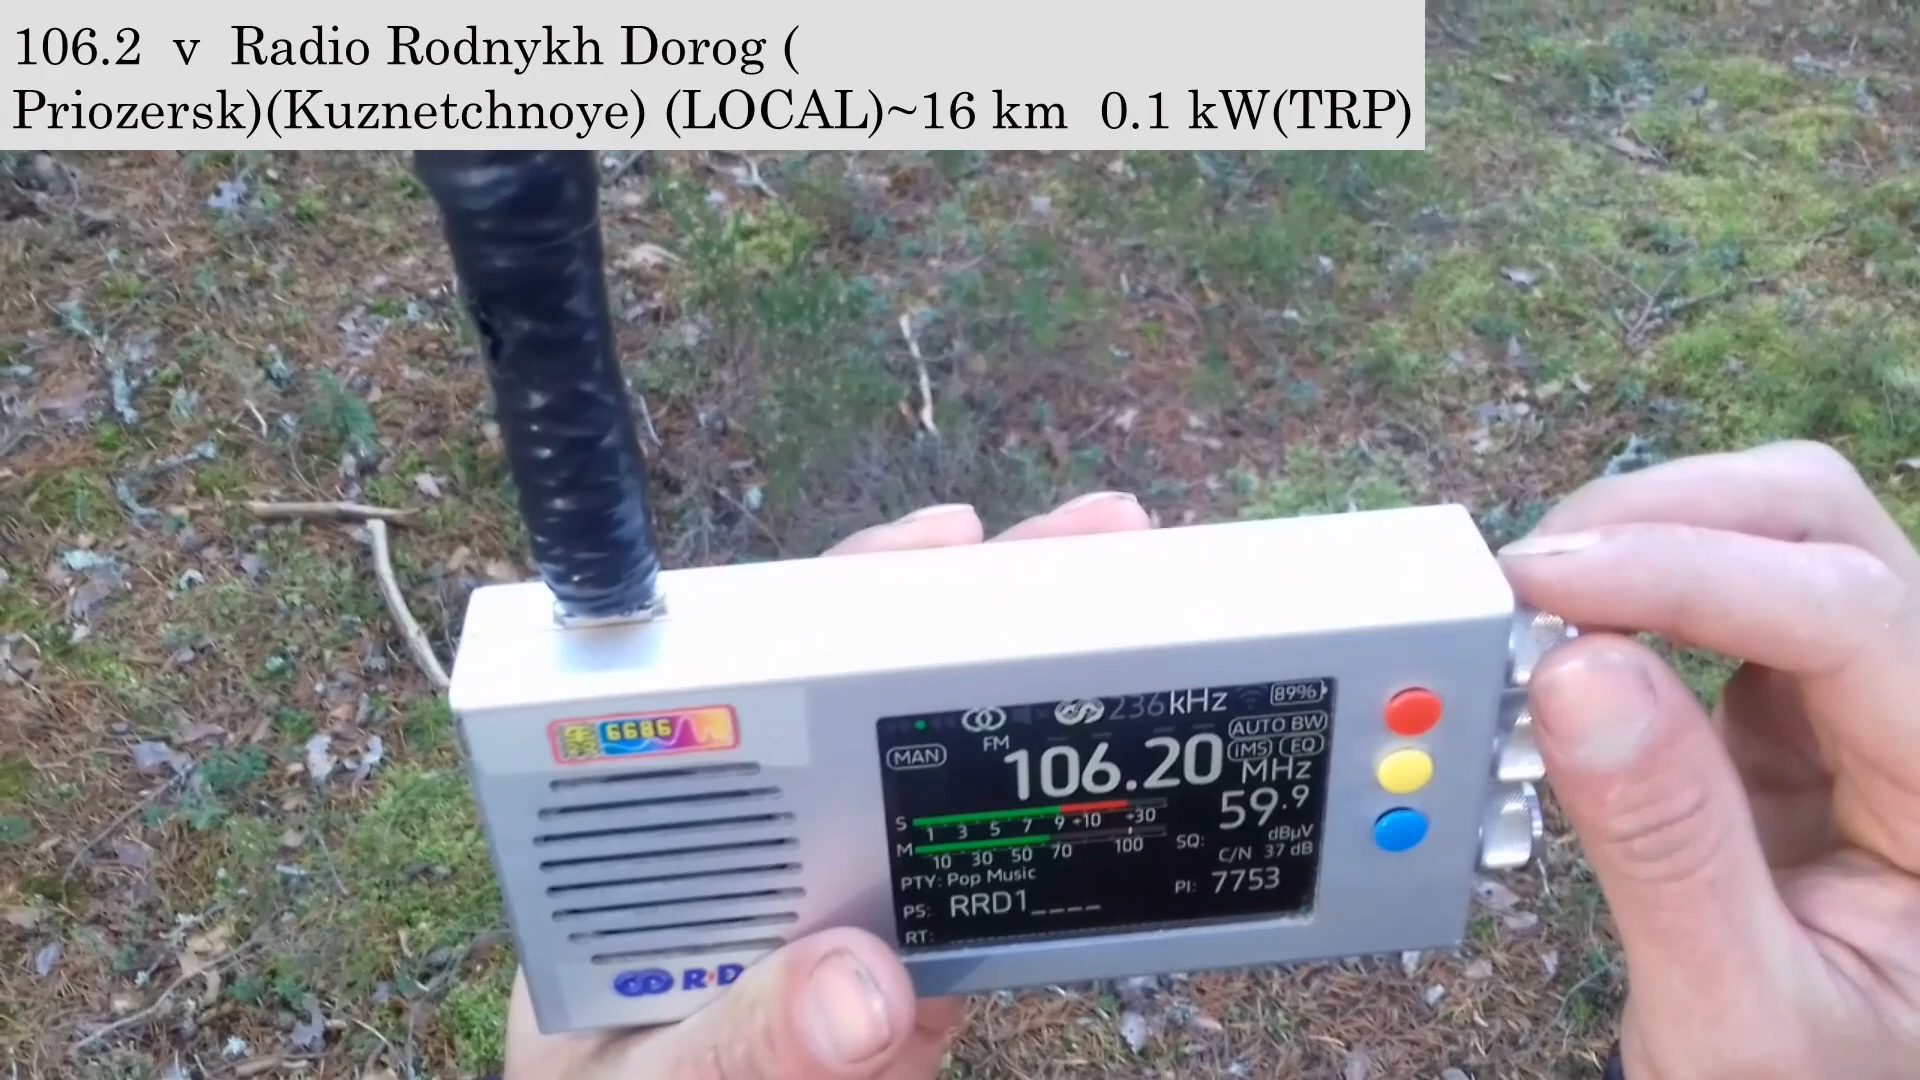 106.2 v Radio Rodnykh Dorog (
Priozersk)(Kuznetchnoye) (LOCAL)~16 km 0.1 kW(TRP)
6686
236kHz 89%
AUTO BW
MAN FM 106.20 iMS EQ
MHz
S 1 3 5 7 9 +10 +30 59.9
dBµV
M 10 30 50 70 100 SQ: C/N 37 dB
PTY: Pop Music
PI: 7753
PS: RRD1____
RT:
R·D